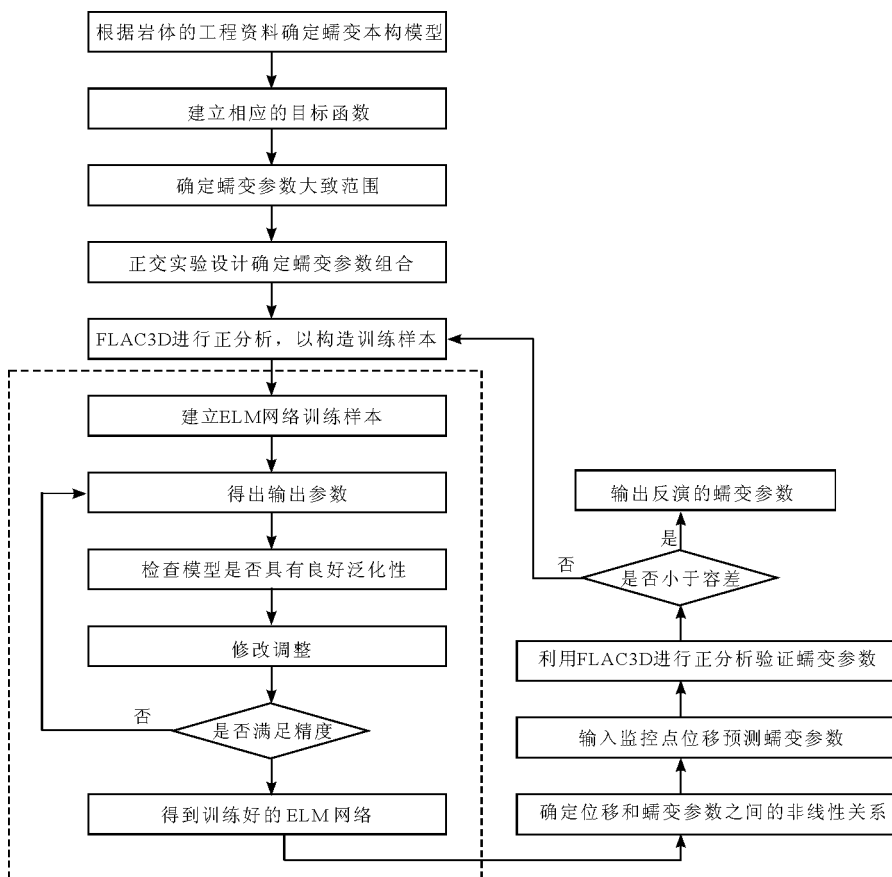 根据岩体的工程资料确定蠕变本构模型
建立相应的目标函数
确定蠕变参数大致范围
正交实验设计确定蠕变参数组合
FLAC3D进行正分析，以构造训练样本
建立ELM网络训练样本
得出输出参数
检查模型是否具有良好泛化性
修改调整
否
是否满足精度
得到训练好的ELM网络
确定位移和蠕变参数之间的非线性关系
输入监控点位移预测蠕变参数
利用FLAC3D进行正分析验证蠕变参数
是否小于容差
否
是
输出反演的蠕变参数